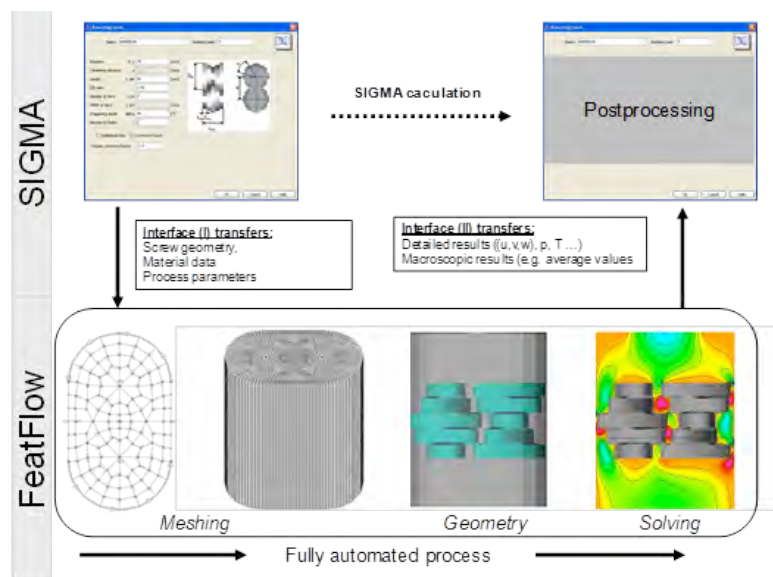 SIGMA
SIGMA caculation
Postprocessing
Interface (I) transfers:
Screw geometry,
Material data
Process parameters
Interface (II) transfers:
Detailed results ((u,v,w), p, T ...)
Macroscopic results (e.g. average values
FeatFlow
Meshing
Geometry
Solving
Fully automated process